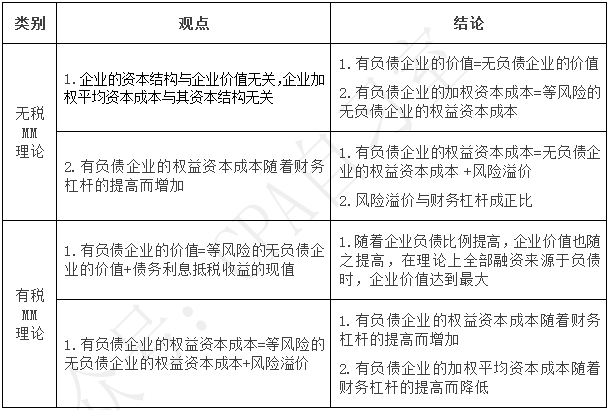 类别
观点
结论
无税
MM
理论
1.企业的资本结构与企业价值无关,企业加
权平均资本成本与其资本结构无关
1.有负债企业的价值=无负债企业的价值
2.有负债企业的加权资本成本=等风险的
无负债企业的权益资本成本
2.有负债企业的权益资本成本随着财务
杠杆的提高而增加
1.有负债企业的权益资本成本=无负债企
业的权益资本成本+风险溢价
2.风险溢价与财务杠杆成正比
有税
MM
理论
1.有负债企业的价值=等风险的无负债企
业的价值+债务利息抵税收益的现值
1.随着企业负债比例提高，企业价值也随
之提高，在理论上全部融资来源于负债
时，企业价值达到最大
1.有负债企业的权益资本成本=等风险的
无负债企业的权益资本成本+风险溢价
1.有负债企业的权益资本成本随着财务
杠杆的提高而增加
2.有负债企业的加权平均资本成本随着
财务杠杆的提高而降低